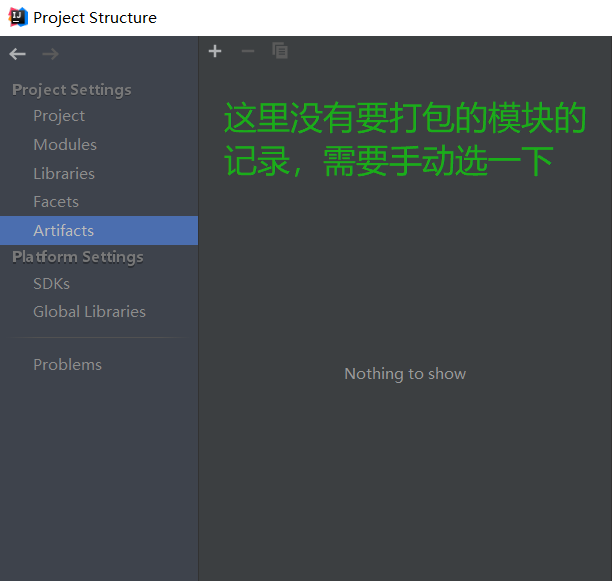 Project Structure
Project Settings
Project
Modules
Libraries
Facets
Artifacts
Platform Settings
SDKs
Global Libraries
Problems
这里没有要打包的模块的
记录，需要手动选一下
Nothing to show